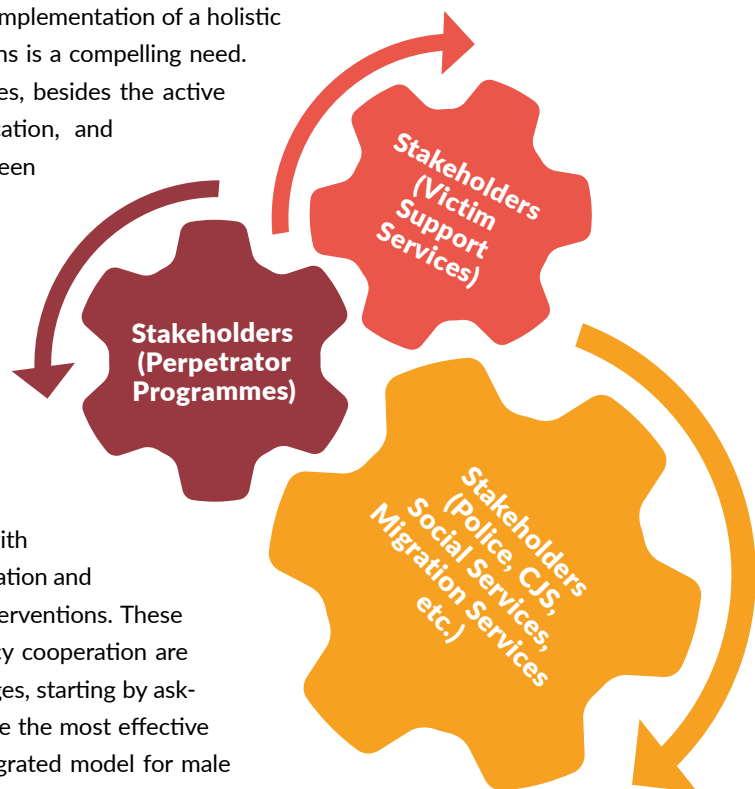 mplementation of a holistic
ns is a compelling need.
es, besides the active
ation, and
een
Stakeholders
(Victim
Support
Services)
Stakeholders
(Perpetrator
Programmes)
Stakeholders
(Police, CJS,
Social Services,
Migration Services
etc.)
ith
ation and
erventions. These
cy cooperation are
ges, starting by ask-
e the most effective
grated model for male